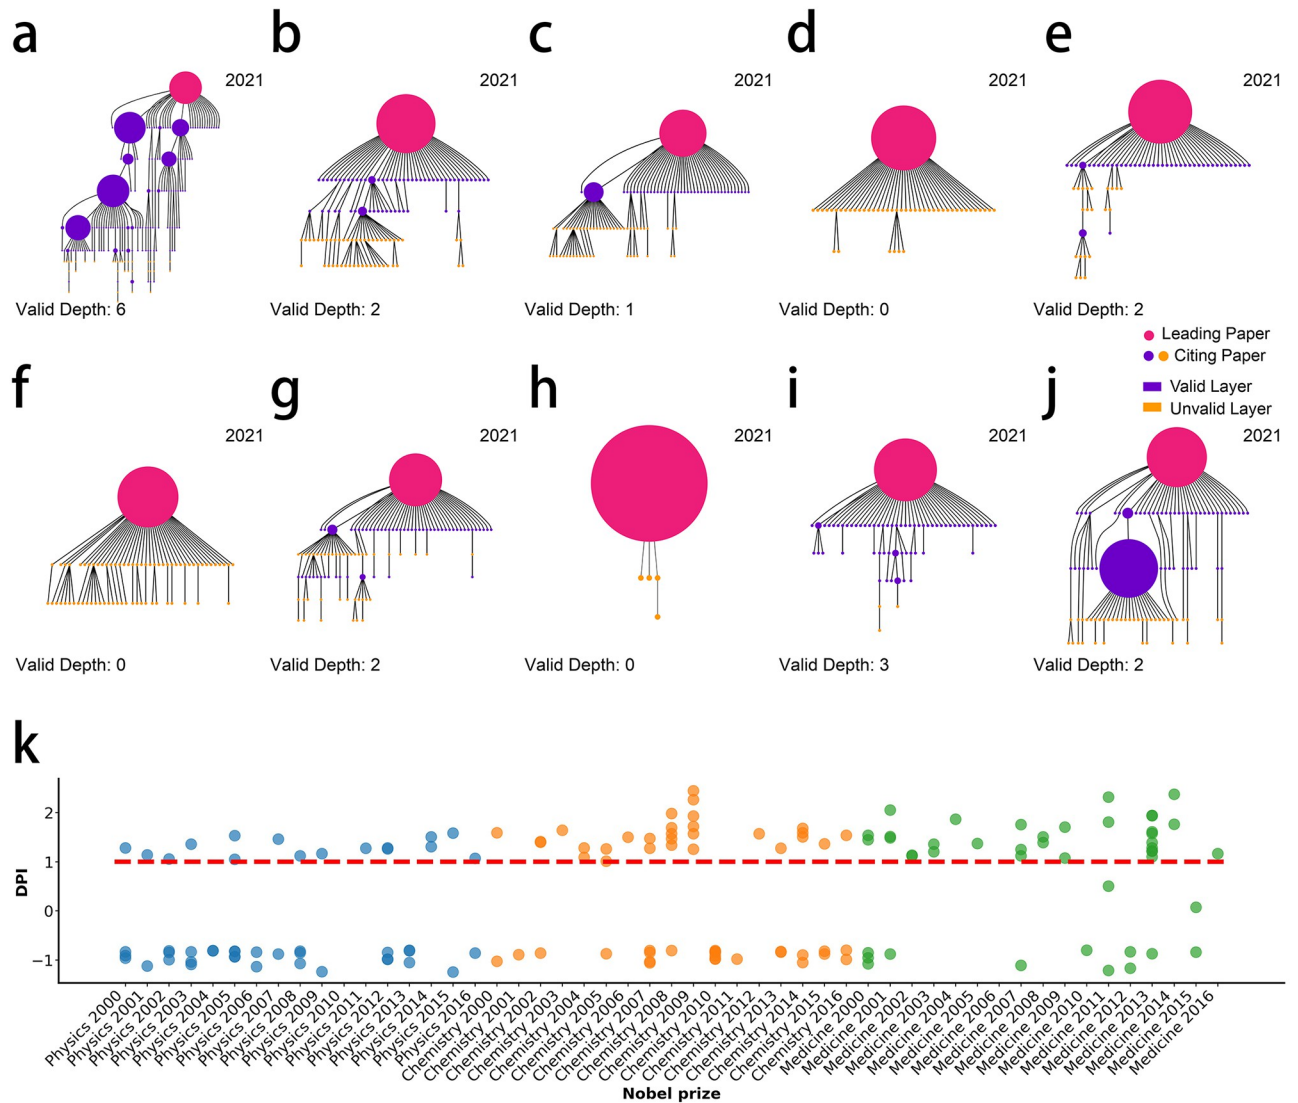 a b c d e
2021 2021 2021 2021 2021
Valid Depth: 6 Valid Depth: 2 Valid Depth: 1 Valid Depth: 0 Valid Depth: 2
Leading Paper
Citing Paper
Valid Layer
Unvalid Layer
f g h i j
2021 2021 2021 2021 2021
Valid Depth: 0 Valid Depth: 2 Valid Depth: 0 Valid Depth: 3 Valid Depth: 2
k
2
1
0
−1
DPI
Physics 2000
Physics 2001
Physics 2002
Physics 2003
Physics 2004
Physics 2005
Physics 2006
Physics 2007
Physics 2008
Physics 2009
Physics 2010
Physics 2011
Physics 2012
Physics 2013
Physics 2014
Physics 2015
Physics 2016
Chemistry 2000
Chemistry 2001
Chemistry 2002
Chemistry 2003
Chemistry 2004
Chemistry 2005
Chemistry 2006
Chemistry 2007
Chemistry 2008
Chemistry 2009
Chemistry 2010
Chemistry 2011
Chemistry 2012
Chemistry 2013
Chemistry 2014
Chemistry 2015
Chemistry 2016
Medicine 2000
Medicine 2001
Medicine 2002
Medicine 2003
Medicine 2004
Medicine 2005
Medicine 2006
Medicine 2007
Medicine 2008
Medicine 2009
Medicine 2010
Medicine 2011
Medicine 2012
Medicine 2013
Medicine 2014
Medicine 2015
Medicine 2016
Nobel prize